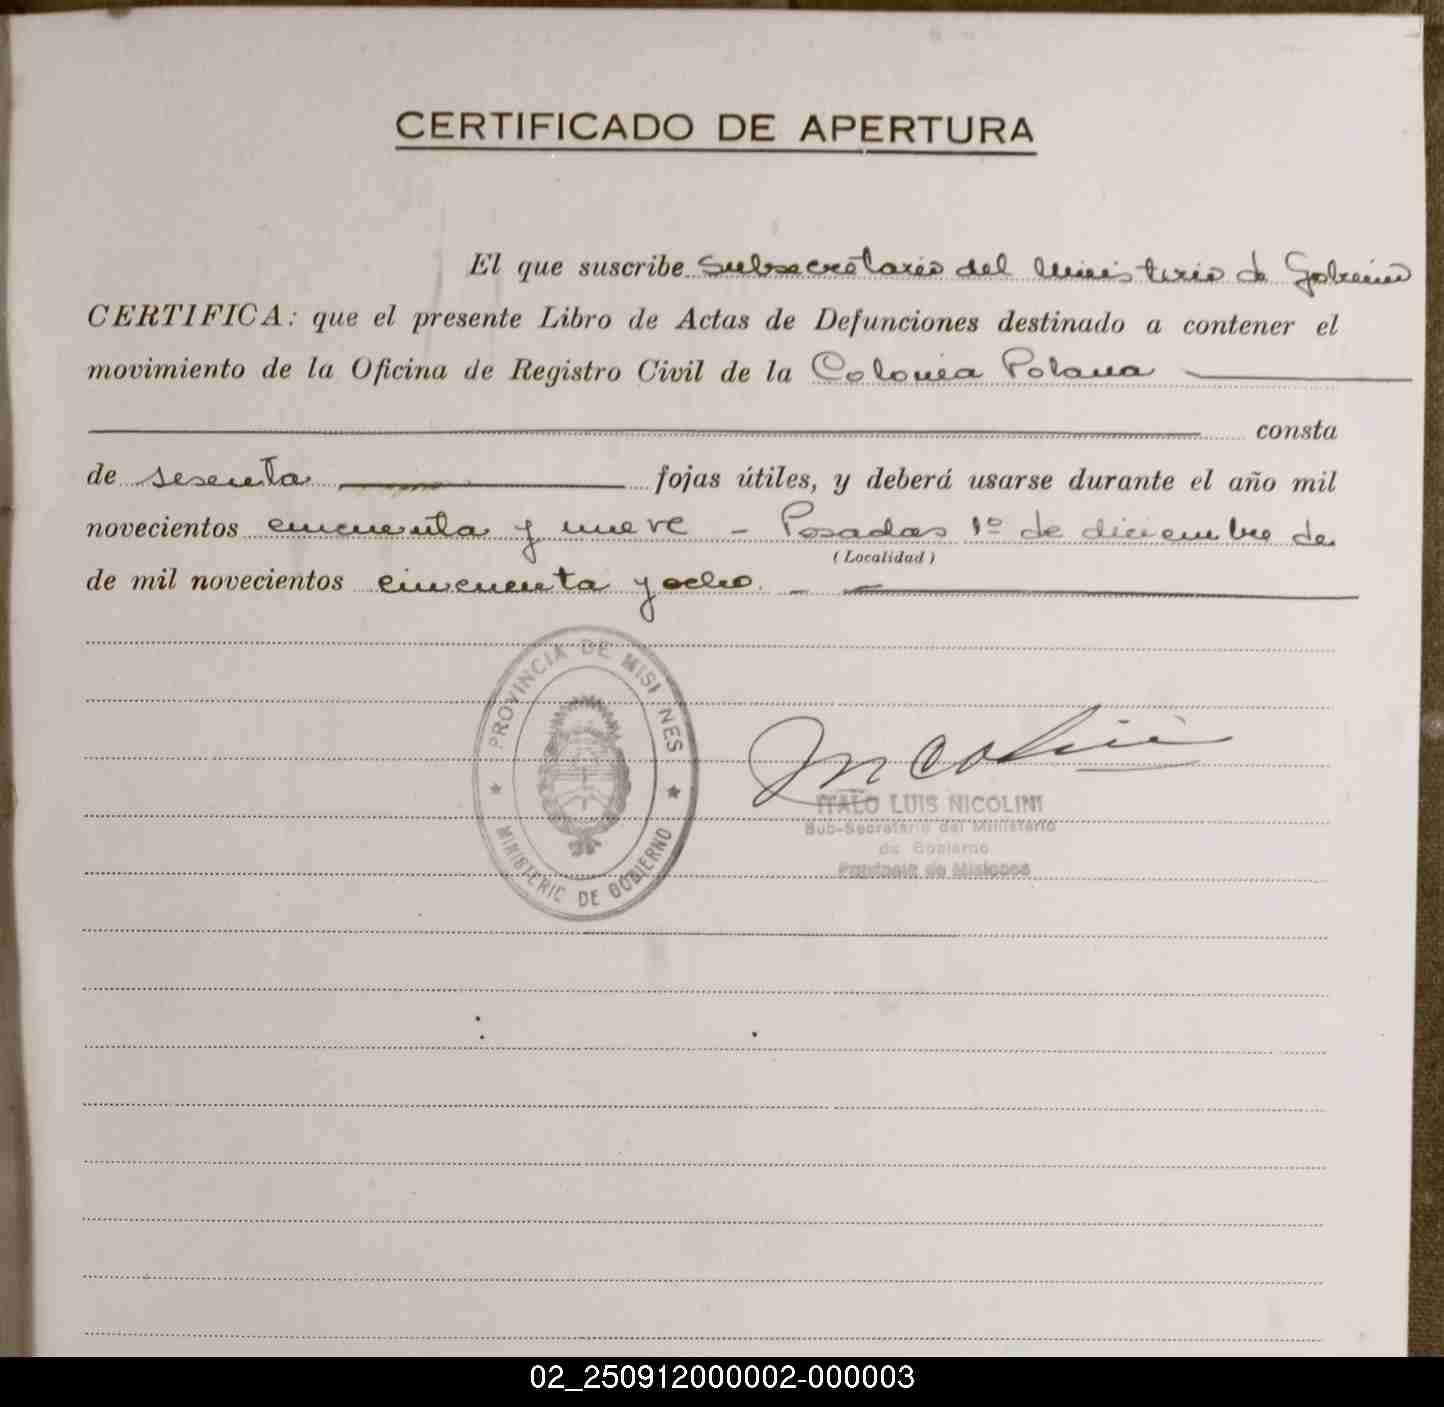 CERTIFICADO DE APERTURA
El que suscribe Subsecretario del Ministerio de Gobierno
CERTIFICA: que el presente Libro de Actas de Defunciones destinado a contener el
movimiento de la Oficina de Registro Civil de la Colonia Polana
consta
de sesenta fojas útiles, y deberá usarse durante el año mil
novecientos cincuenta y nueve - Posadas 1º de diciembre de
(Localidad)
de mil novecientos cincuenta y ocho. -
PROVINCIA DE MISI NES
MINISTERIO DE GOBIERNO
Nicolini
ITALO LUIS NICOLINI
Sub-Secretario del Ministerio
de Gobierno
Provincia de Misiones
02_250912000002-000003